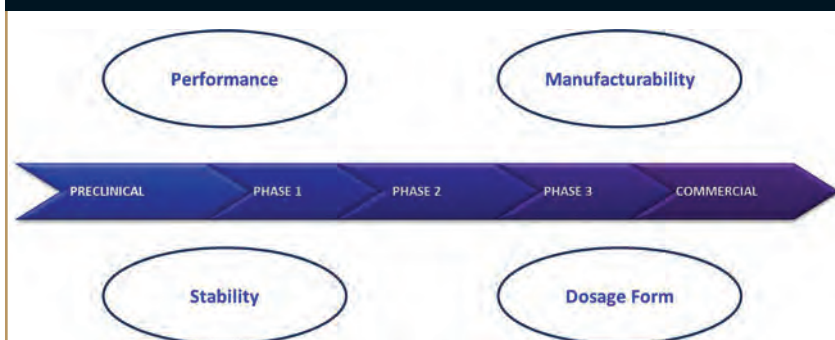 Performance Manufacturability
PRECLINICAL PHASE 1 PHASE 2 PHASE 3 COMMERCIAL
Stability Dosage Form